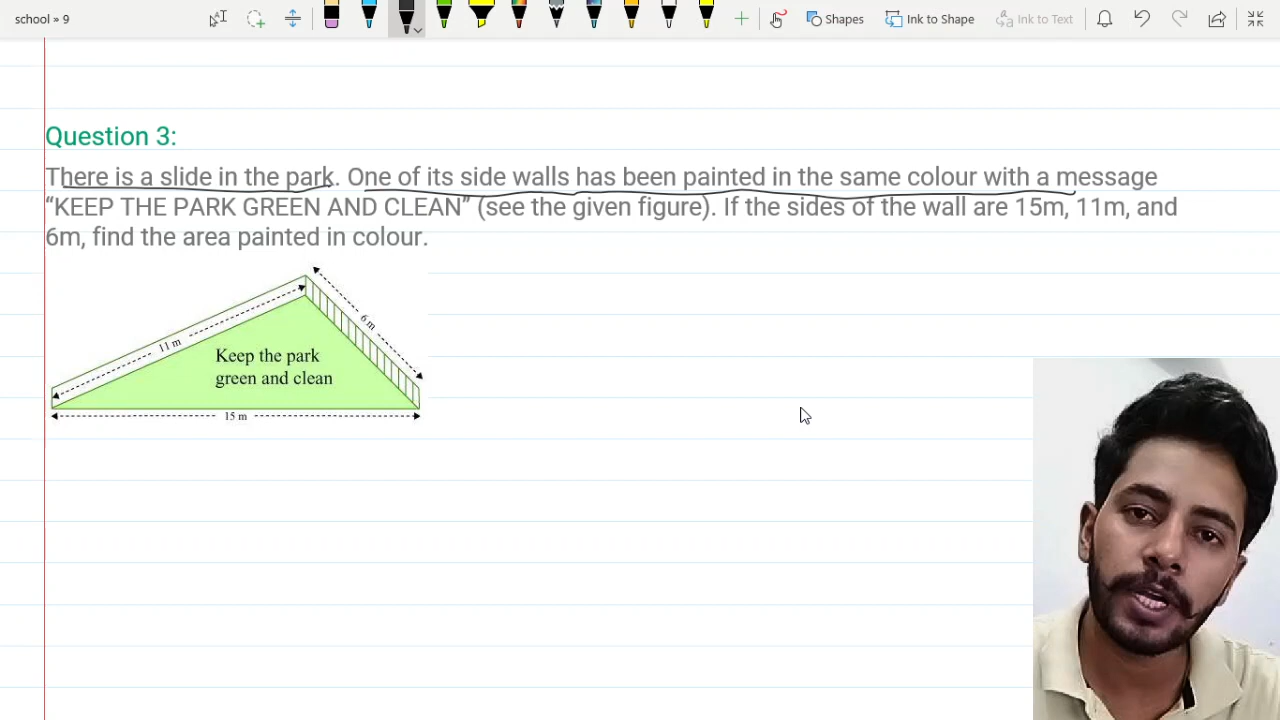 school » 9
Shapes
Ink to Shape
Ink to Text
Question 3:
There is a slide in the park. One of its side walls has been painted in the same colour with a message
“KEEP THE PARK GREEN AND CLEAN” (see the given figure). If the sides of the wall are 15m, 11m, and
6m, find the area painted in colour.
6 m
11 m
Keep the park
green and clean
15 m